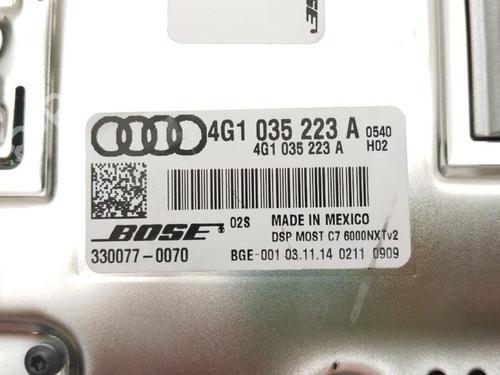 4G1 035 223 A 0540
4G1 035 223 A H02
02S MADE IN MEXICO
BOSE DSP MOST C7 6000NXTv2
330077-0070 BGE-001 03.11.14 0211 0909